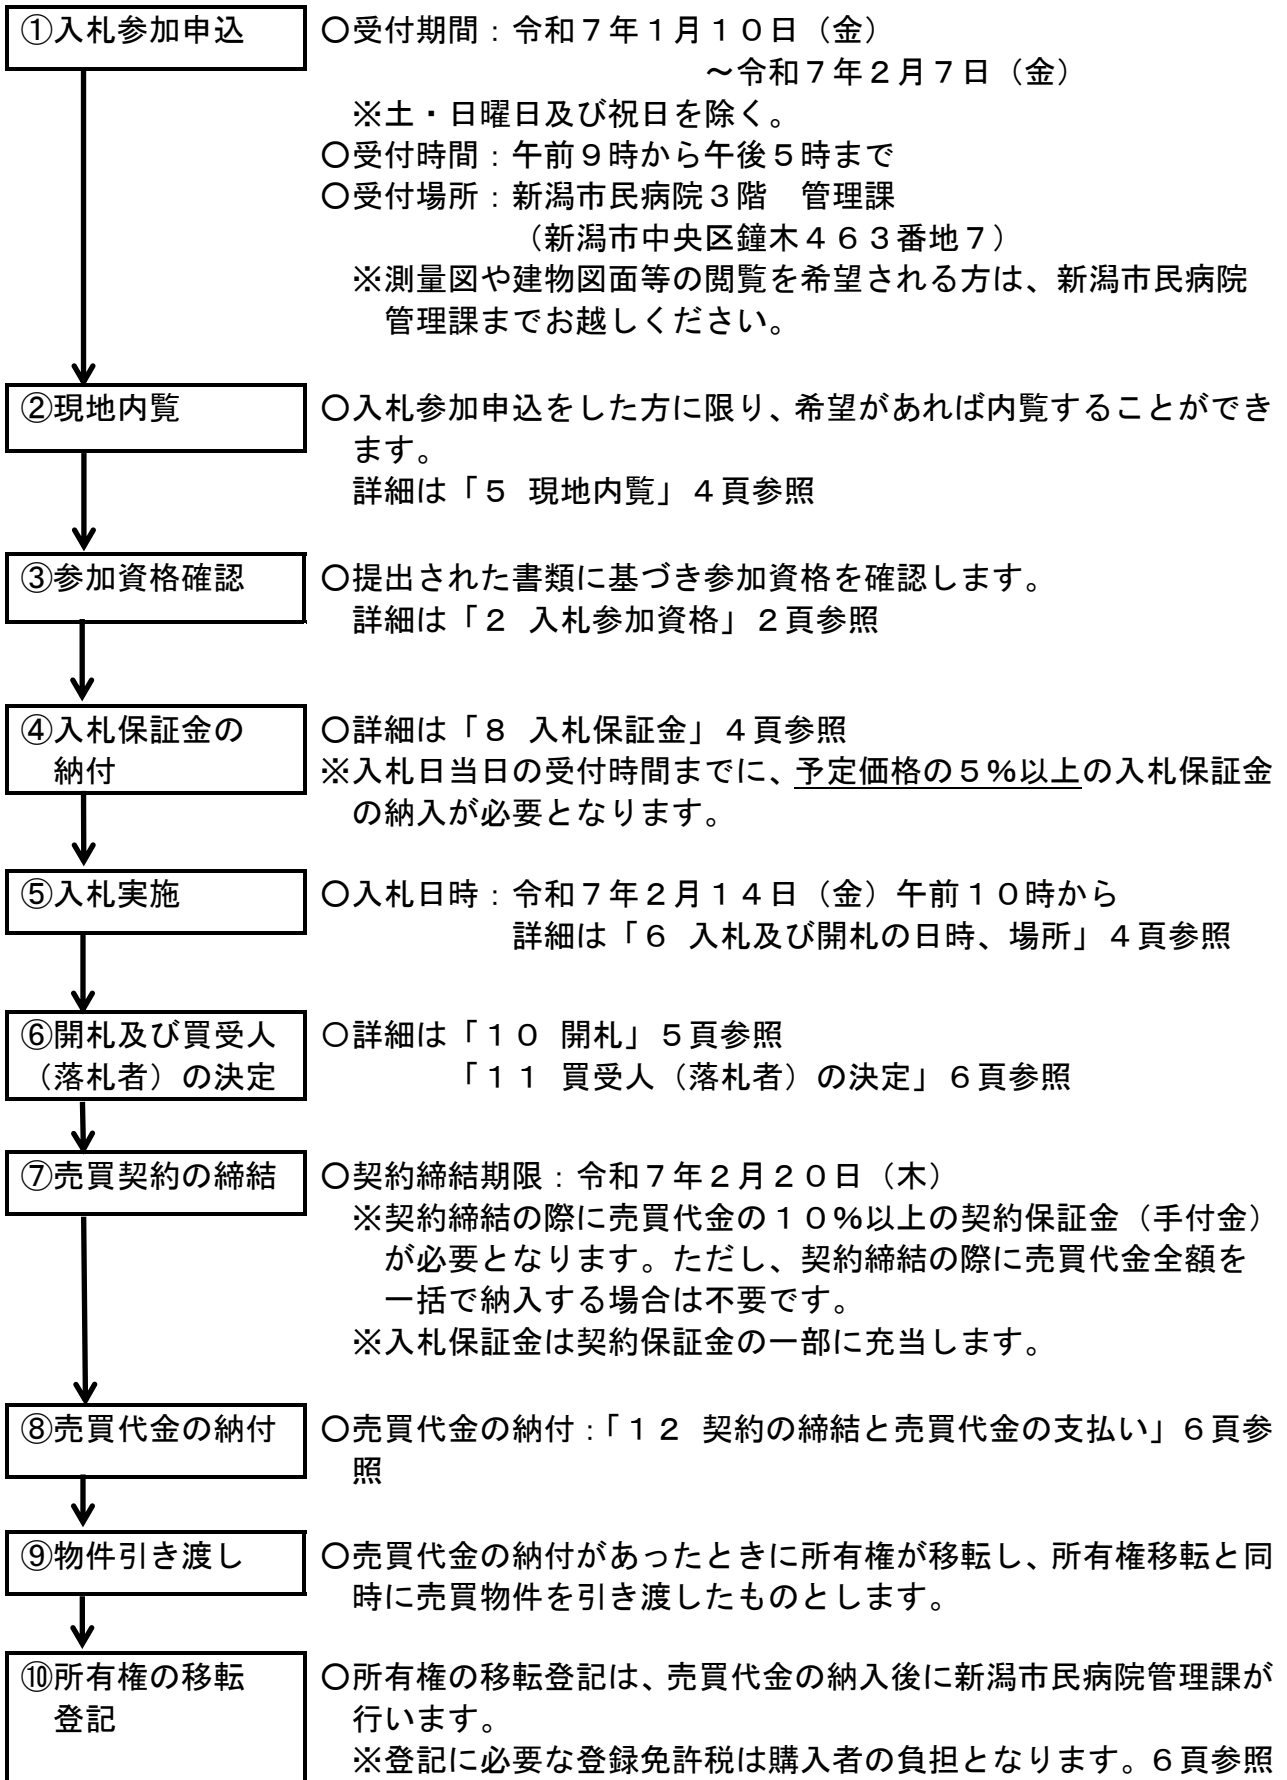 ①入札参加申込
〇受付期間：令和７年１月１０日（金）
～令和７年２月７日（金）
※土・日曜日及び祝日を除く。
〇受付時間：午前９時から午後５時まで
〇受付場所：新潟市民病院３階　管理課
（新潟市中央区鐘木４６３番地７）
※測量図や建物図面等の閲覧を希望される方は、新潟市民病院
管理課までお越しください。
②現地内覧
〇入札参加申込をした方に限り、希望があれば内覧することができ
ます。
詳細は「５ 現地内覧」４頁参照
③参加資格確認
〇提出された書類に基づき参加資格を確認します。
詳細は「２ 入札参加資格」２頁参照
④入札保証金の
納付
〇詳細は「８ 入札保証金」４頁参照
※入札日当日の受付時間までに、予定価格の５%以上の入札保証金
の納入が必要となります。
⑤入札実施
〇入札日時：令和７年２月１４日（金）午前１０時から
詳細は「６ 入札及び開札の日時、場所」４頁参照
⑥開札及び買受人
（落札者）の決定
〇詳細は「１０ 開札」５頁参照
「１１ 買受人（落札者）の決定」６頁参照
⑦売買契約の締結
〇契約締結期限：令和７年２月２０日（木）
※契約締結の際に売買代金の１０%以上の契約保証金（手付金）
が必要となります。ただし、契約締結の際に売買代金全額を
一括で納入する場合は不要です。
※入札保証金は契約保証金の一部に充当します。
⑧売買代金の納付
〇売買代金の納付：「１２ 契約の締結と売買代金の支払い」６頁参
照
⑨物件引き渡し
〇売買代金の納付があったときに所有権が移転し、所有権移転と同
時に売買物件を引き渡したものとします。
⑩所有権の移転
登記
〇所有権の移転登記は、売買代金の納入後に新潟市民病院管理課が
行います。
※登記に必要な登録免許税は購入者の負担となります。６頁参照